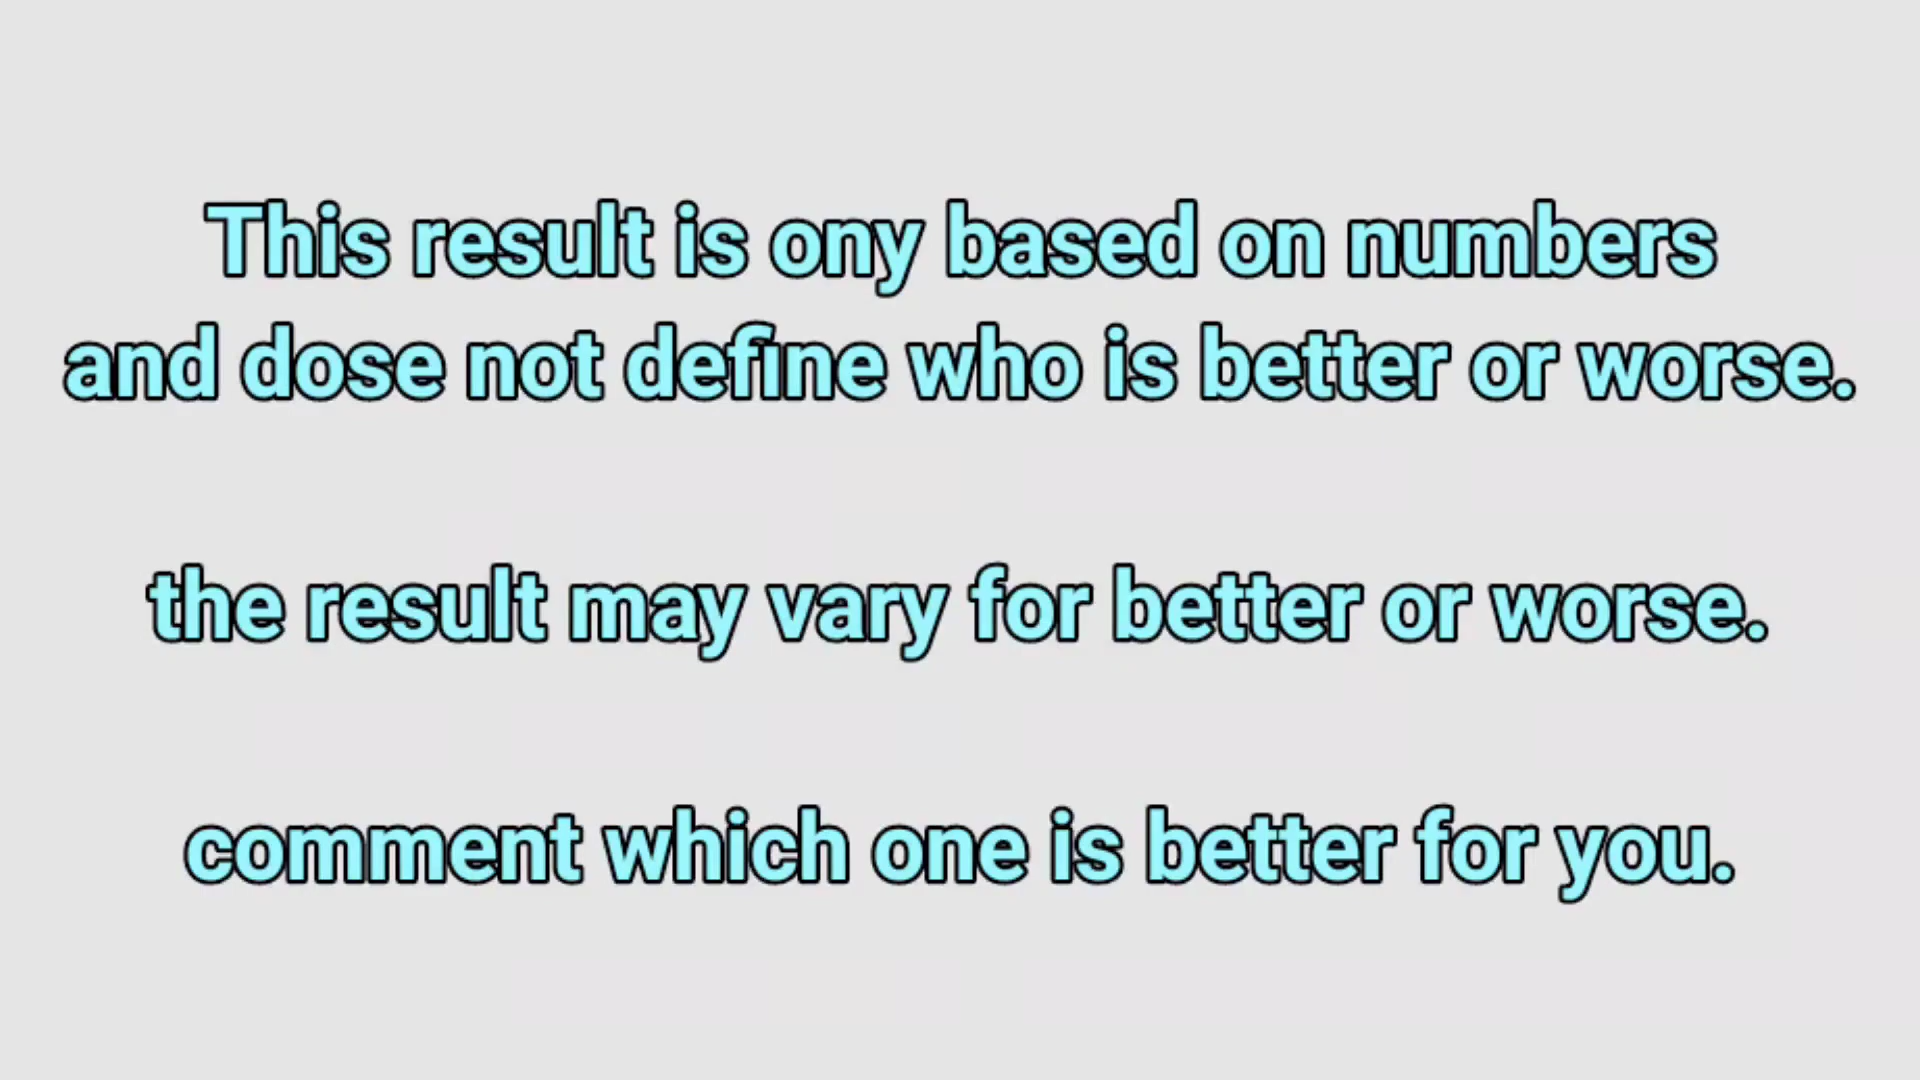 This result is ony based on numbers
and dose not define who is better or worse.
the result may vary for better or worse.
comment which one is better for you.